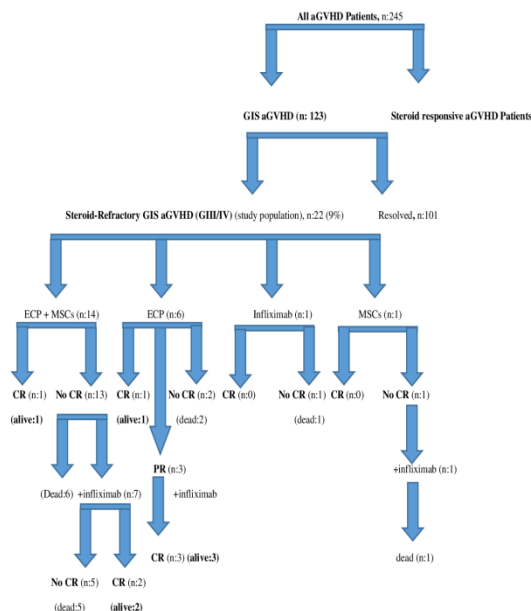 All aGVHD Patients, n:245
GIS aGVHD (n: 123) Steroid responsive aGVHD Patients
Steroid-Refractory GIS aGVHD (GIII/IV) (study population), n:22 (9%) Resolved, n:101
ECP + MSCs (n:14) ECP (n:6) Infliximab (n:1) MSCs (n:1)
CR (n:1) No CR (n:13) CR (n:1) No CR (n:2) CR (n:0) No CR (n:1) CR (n:0) No CR (n:1)
(alive:1) (alive:1) (dead:2) (dead:1)
PR (n:3) +infliximab (n:1)
(Dead:6) +infliximab (n:7) +infliximab
CR (n:3) (alive:3) dead (n:1)
No CR (n:5) CR (n:2)
(dead:5) (alive:2)